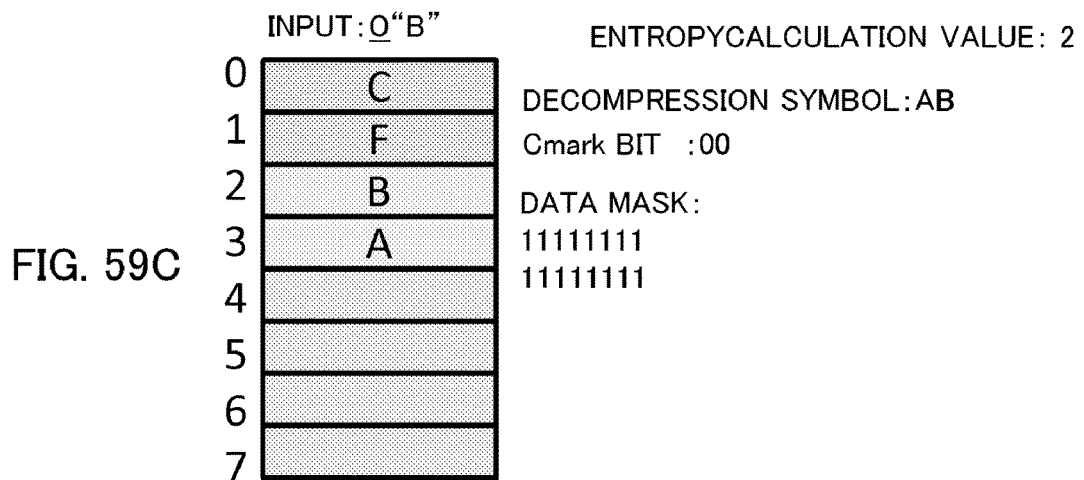 INPUT:0“B”
ENTROPYCALCULATION VALUE: 2
0
C
DECOMPRESSION SYMBOL:AB
1
F
Cmark BIT :00
2
B
DATA MASK:
FIG. 59C
3
A
11111111
11111111
4
5
6
7